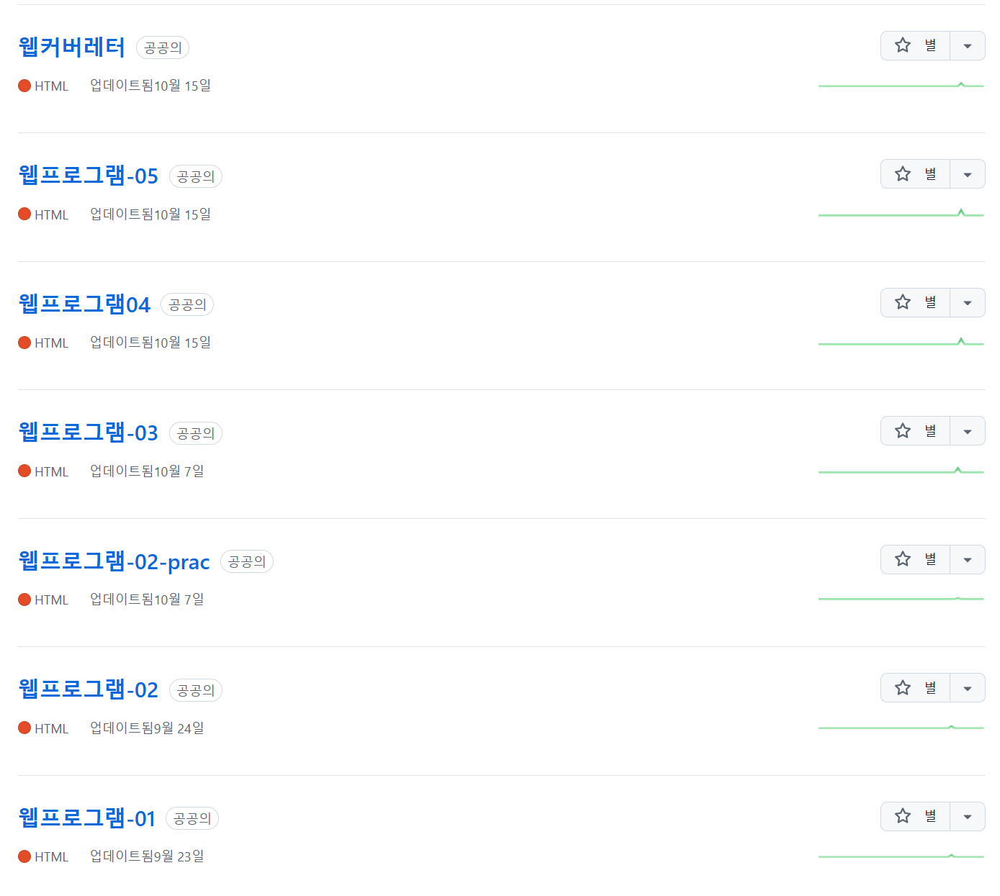 웹커버레터 공공의 별
HTML 업데이트됨10월 15일
웹프로그램-05 공공의 별
HTML 업데이트됨10월 15일
웹프로그램04 공공의 별
HTML 업데이트됨10월 15일
웹프로그램-03 공공의 별
HTML 업데이트됨10월 7일
웹프로그램-02-prac 공공의 별
HTML 업데이트됨10월 7일
웹프로그램-02 공공의 별
HTML 업데이트됨9월 24일
웹프로그램-01 공공의 별
HTML 업데이트됨9월 23일